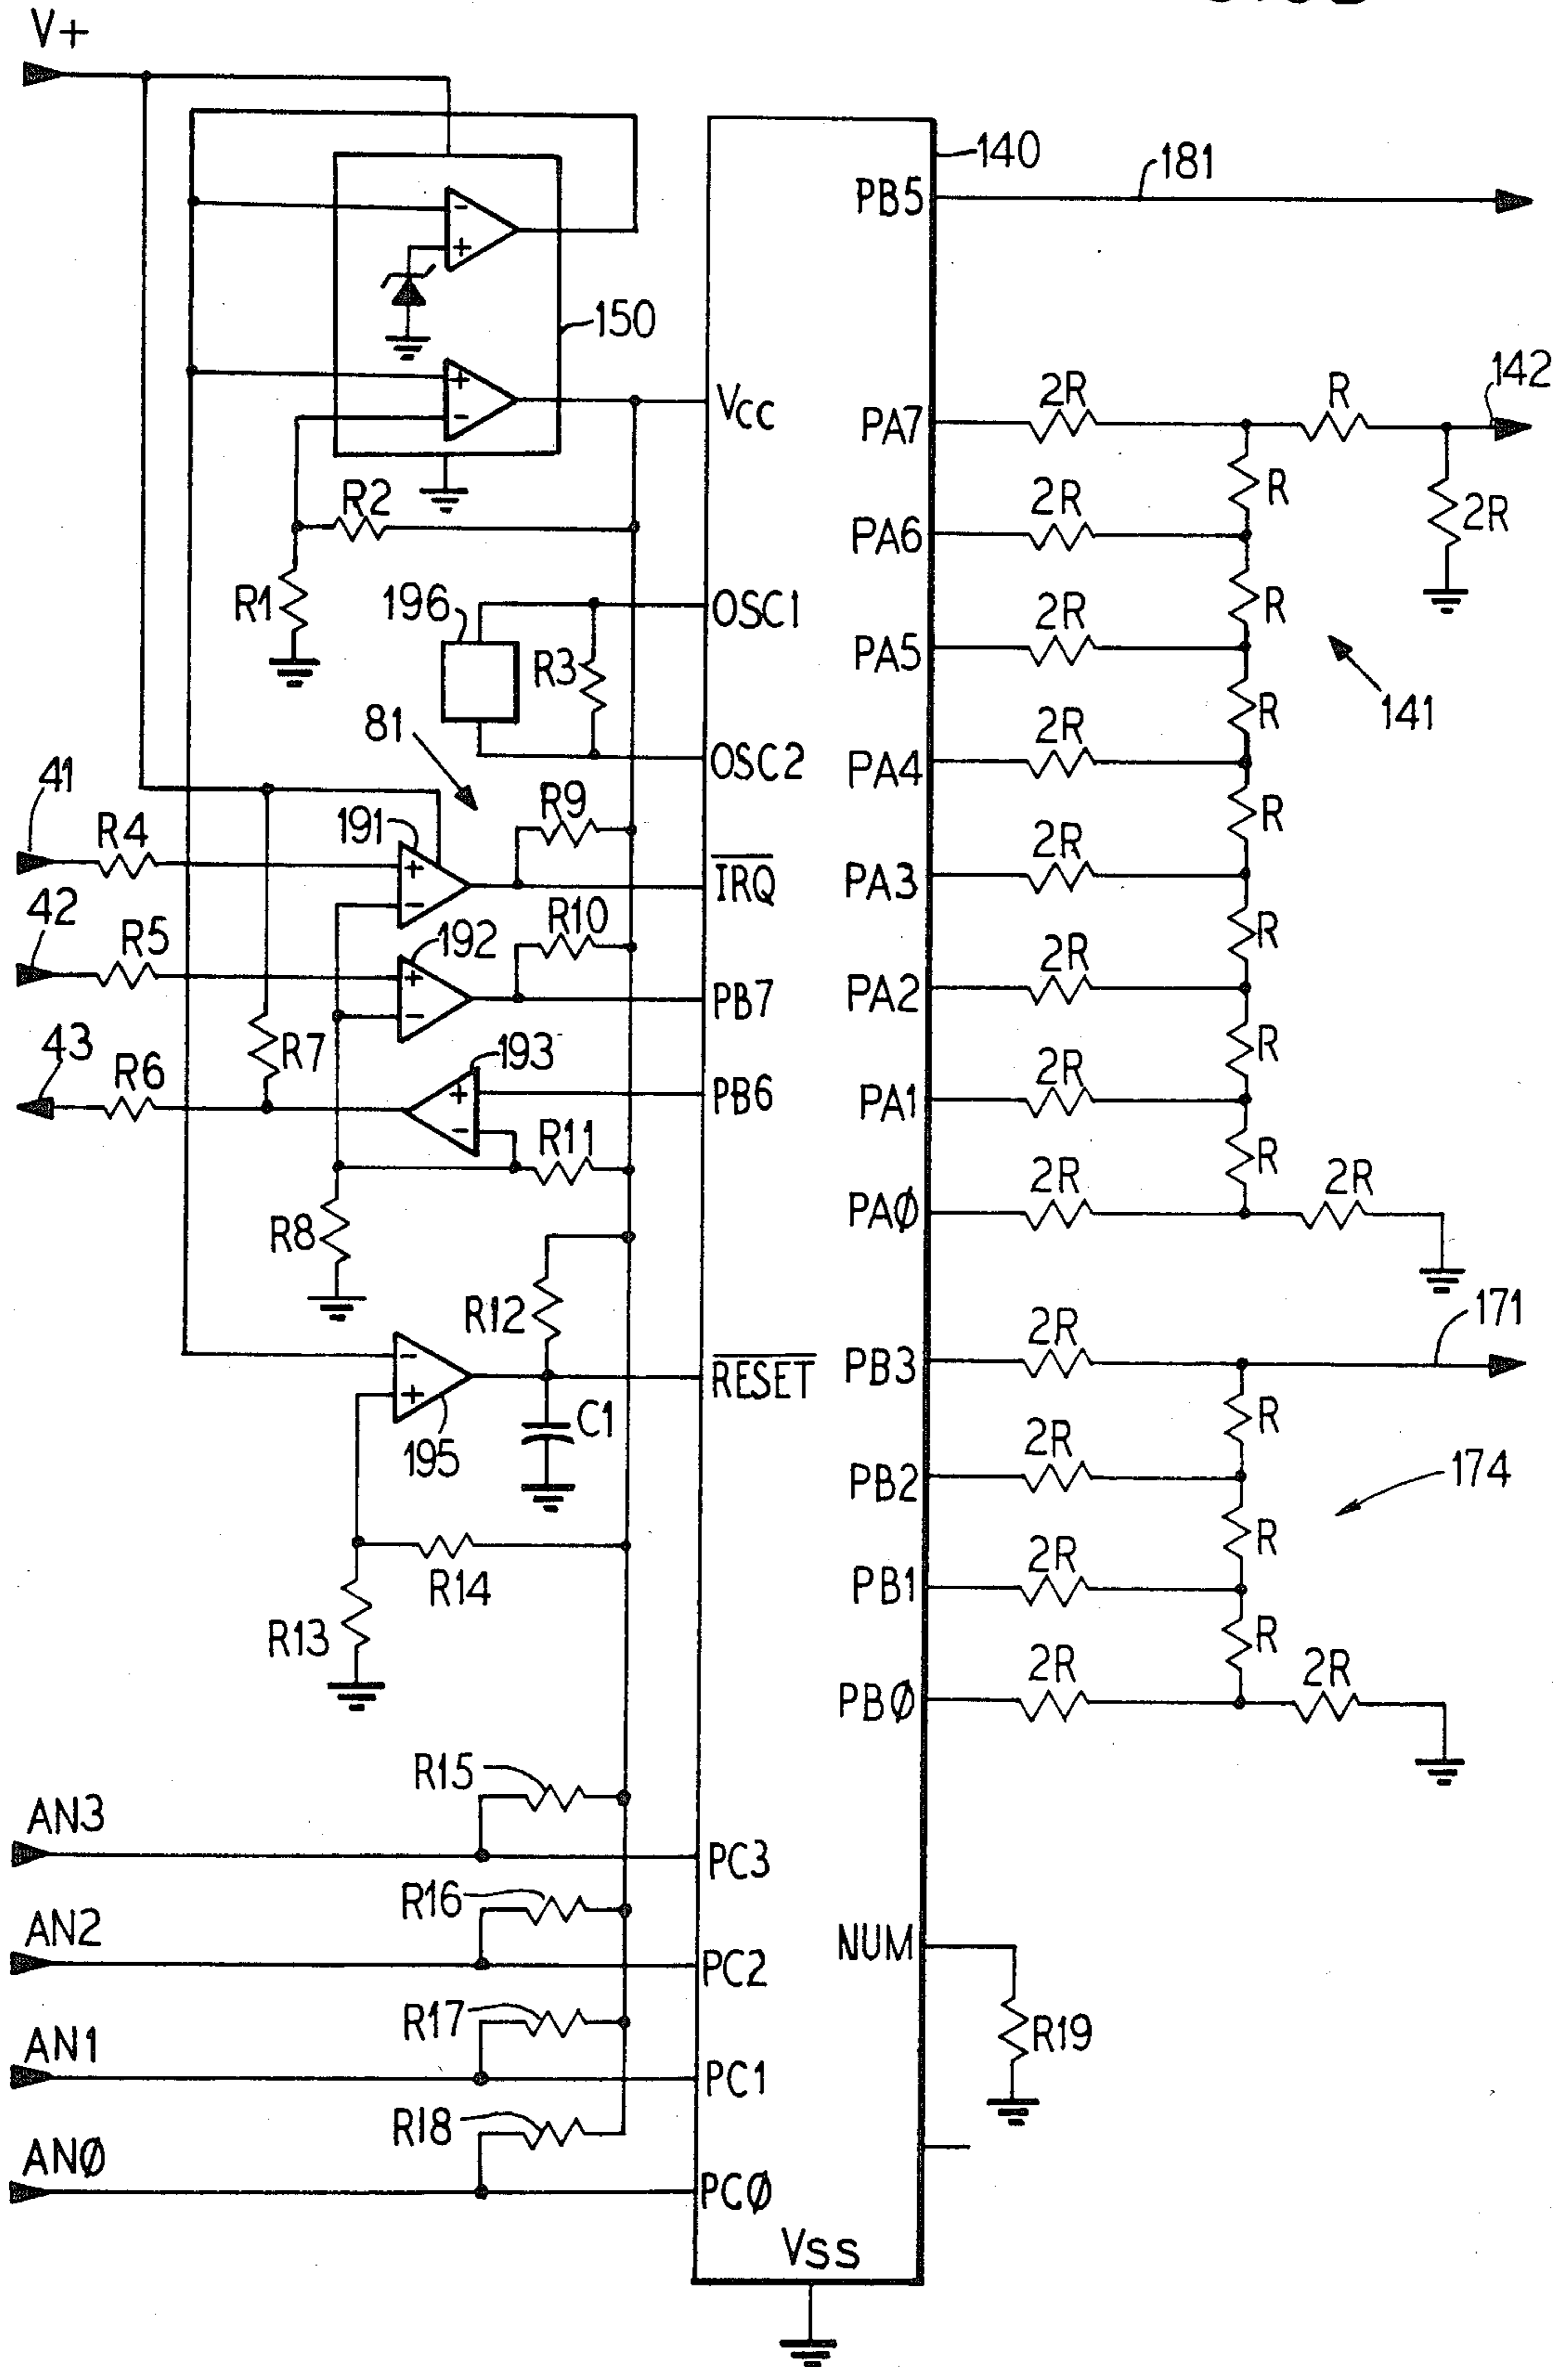 V+
140
181
PB5
150
VCC
2R
R
142
PA7
R
2R
R2
2R
PA6
R1
196
OSC1
R
R3
2R
PA5
141
81
R
2R
OSC2
PA4
41
R4
191
R9
R
2R
IRQ
PA3
42
R5
192
R10
R
2R
PB7
PA2
43
R6
R7
193
R
2R
PB6
PA1
R11
R
2R
2R
R8
PAØ
R12
2R
171
RESET
PB3
C1
R
195
2R
174
PB2
R14
R
2R
PB1
R13
R
2R
2R
PBØ
R15
AN3
PC3
R16
AN2
NUM
PC2
R17
R19
AN1
PC1
R18
ANØ
PCØ
VSS